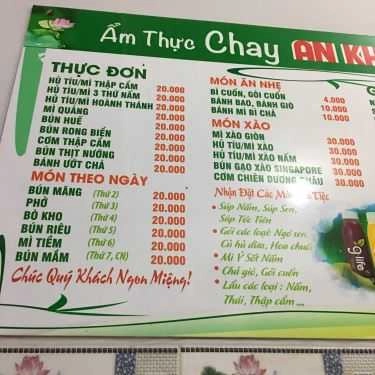 Ẩm Thực Chay AN KH
THỰC ĐƠN
HỦ TÍU/MÌ THẬP CẨM 20.000
HỦ TÍU/MÌ 3 THƯ NẤM 20.000
HỦ TÍU/MÌ HOÀNH THÁNH 20.000
MÌ QUẢNG 20.000
BÚN HUẾ 20.000
BÚN RONG BIỂN 20.000
CƠM THẬP CẨM 20.000
BÚN THỊT NƯỚNG 20.000
BÁNH ƯỚT CHẢ 20.000
MÓN THEO NGÀY
BÚN MĂNG (Thứ 2) 20.000
PHỞ (Thứ 3) 20.000
BÒ KHO (Thứ 4) 20.000
BÚN RIÊU (Thứ 5) 20.000
MÌ TIỀM (Thứ 6) 20.000
BÚN MẮM (Thứ 7, CN) 20.000
Chúc Quý Khách Ngon Miệng!
MÓN ĂN NHẸ
BÌ CUỐN, GỎI CUỐN 4.000
BÁNH BAO, BÁNH GIÒ 10.000
BÁNH MÌ BÌ CHẢ 10.000
MÓN XÀO
MÌ XÀO GIÒN 30.000
HỦ TÍU/MÌ XÀO NẤM 30.000
BÚN GẠO XÀO SINGAPORE 30.000
CƠM CHIÊN DƯƠNG CHÂU 30.000
Nhận Đặt Các Món Tiệc
• Súp Nấm, Súp Sen,
Súp Tóc Tiên
• Gỏi các loại: Ngó sen,
Củ hủ dừa, Hoa chuối
• Mì Ý Sốt Nấm
• Chả giò, Gỏi cuốn
• Lẩu các loại: Nấm,
Thái, Thập cẩm...
g life